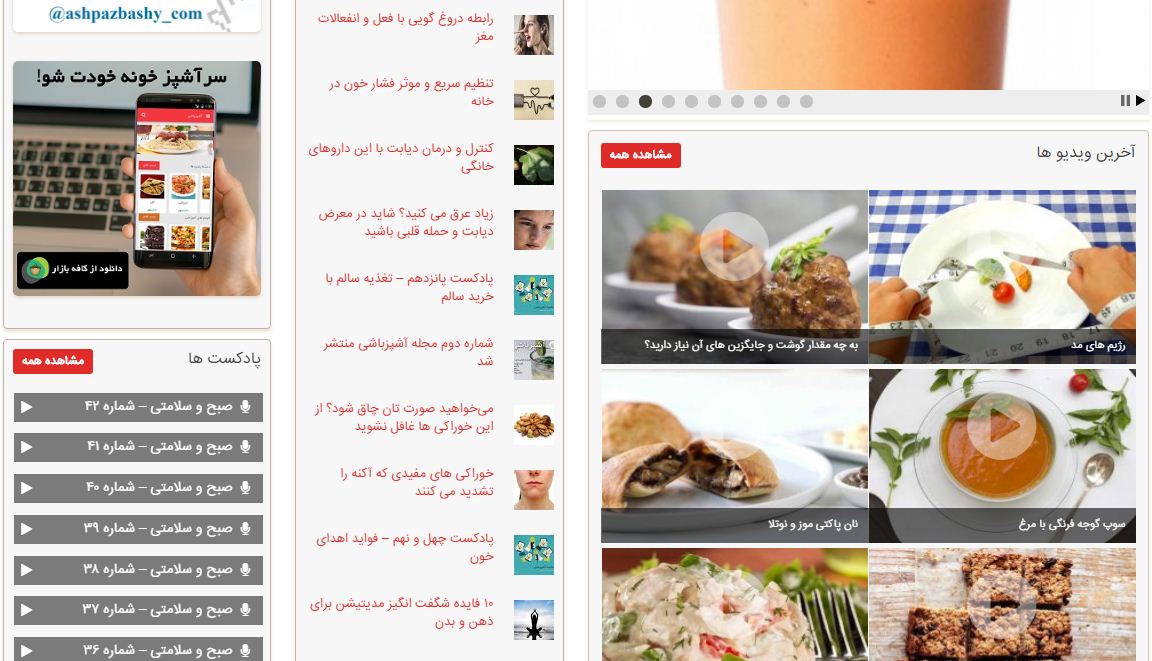 آخرین ویدیو ها
مشاهده همه
رژیم های مد
به چه مقدار گوشت و جایگزین های آن نیاز دارید؟
سوپ گوجه فرنگی با مرغ
نان پاکتی موز و نوتلا
رابطه دروغ گویی با فعل و انفعالات
مغز
تنظیم سریع و موثر فشار خون در
خانه
کنترل و درمان دیابت با این داروهای
خانگی
زیاد عرق می کنید؟ شاید در معرض
دیابت و حمله قلبی باشید
پادکست پانزدهم – تغذیه سالم با
خرید سالم
شماره دوم مجله آشپزباشی منتشر
شد
می‌خواهید صورت تان چاق شود؟ از
این خوراکی ها غافل نشوید
خوراکی های مفیدی که آکنه را
تشدید می کنند
پادکست چهل و نهم – فواید اهدای
خون
۱۰ فایده شگفت انگیز مدیتیشن برای
ذهن و بدن
@ashpazbashy_com
سرآشپز خونه خودت شو!
دانلود از کافه بازار
پادکست ها
مشاهده همه
صبح و سلامتی – شماره ۴۲
صبح و سلامتی – شماره ۴۱
صبح و سلامتی – شماره ۴۰
صبح و سلامتی – شماره ۳۹
صبح و سلامتی – شماره ۳۸
صبح و سلامتی – شماره ۳۷
صبح و سلامتی – شماره ۳۶